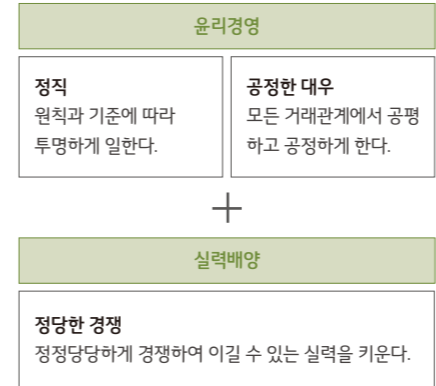 윤리경영
정직
원칙과 기준에 따라
투명하게 일한다.
공정한 대우
모든 거래관계에서 공평
하고 공정하게 한다.
+
실력배양
정당한 경쟁
정정당당하게 경쟁하여 이길 수 있는 실력을 키운다.